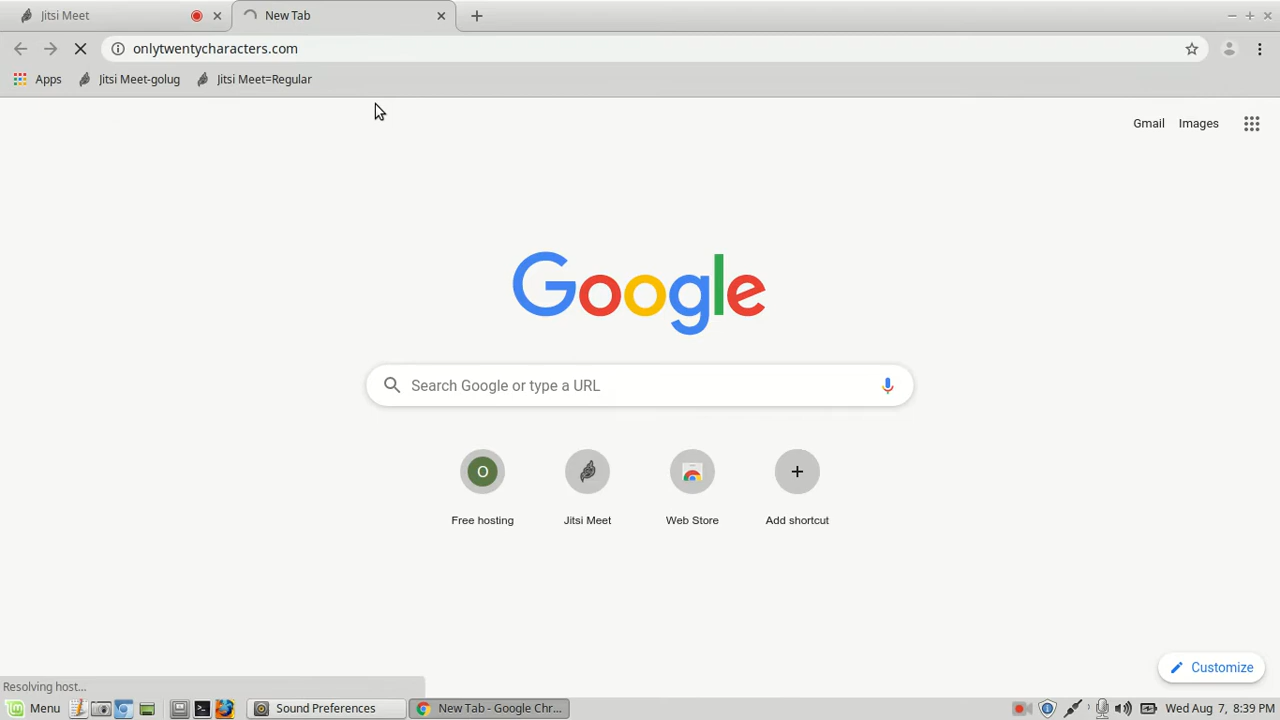 Jitsi Meet
New Tab
onlytwentycharacters.com
Apps
Jitsi Meet-golug
Jitsi Meet=Regular
Gmail
Images
Google
Search Google or type a URL
O
Free hosting
Jitsi Meet
Web Store
Add shortcut
Customize
Resolving host...
Menu
Sound Preferences
New Tab - Google Chr...
Wed Aug 7, 8:39 PM